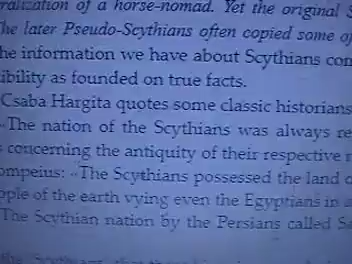 ralization of a horse-nomad. Yet the original S
The later Pseudo-Scythians often copied some of
he information we have about Scythians con
ibility as founded on true facts.
Csaba Hargita quotes some classic historians
«The nation of the Scythians was always re
s concerning the antiquity of their respective n
ompeius: «The Scythians possessed the land o
ople of the earth vying even the Egyptians in a
The Scythian nation by the Persians called Sa